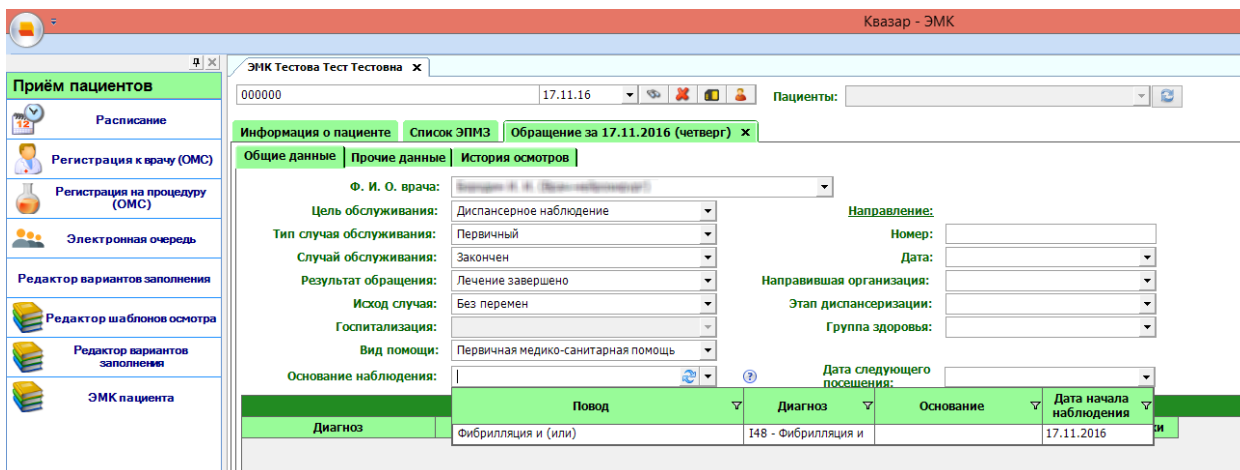 Квазар - ЭМК
Приём пациентов
Расписание
12
Регистрация к врачу (ОМС)
Регистрация на процедуру
(ОМС)
Электронная очередь
Редактор вариантов заполнения
Редактор шаблонов осмотра
Редактор вариантов
заполнения
ЭМК пациента
ЭМК Тестова Тест Тестовна x
000000 17.11.16 Пациенты:
Информация о пациенте Список ЭПМЗ Обращение за 17.11.2016 (четверг) x
Общие данные Прочие данные История осмотров
Ф. И. О. врача:
Цель обслуживания: Диспансерное наблюдение Направление:
Тип случая обслуживания: Первичный Номер:
Случай обслуживания: Закончен Дата:
Результат обращения: Лечение завершено Направившая организация:
Исход случая: Без перемен Этап диспансеризации:
Госпитализация: Группа здоровья:
Вид помощи: Первичная медико-санитарная помощь
Основание наблюдения: ? Дата следующего
посещения:
Повод Диагноз Основание Дата начала
наблюдения
Диагноз
Фибрилляция и (или) I48 - Фибрилляция и 17.11.2016